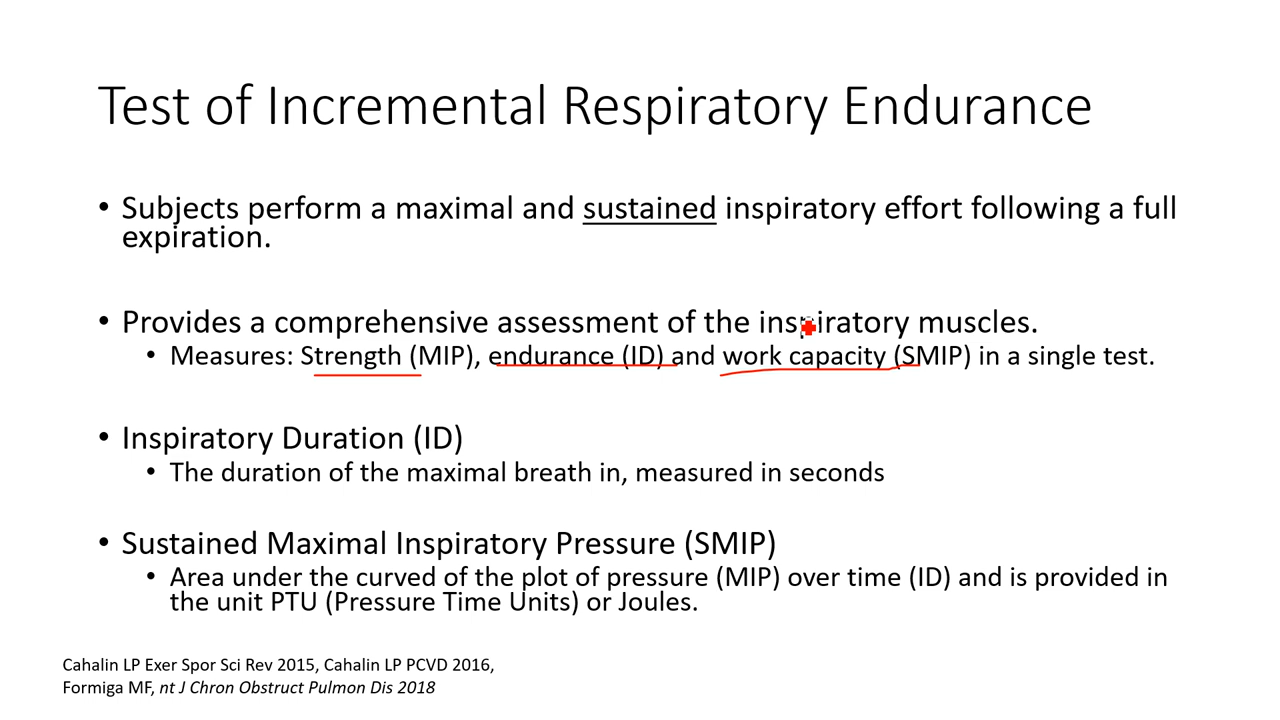 Test of Incremental Respiratory Endurance
• Subjects perform a maximal and sustained inspiratory effort following a full
expiration.
• Provides a comprehensive assessment of the inspiratory muscles.
• Measures: Strength (MIP), endurance (ID) and work capacity (SMIP) in a single test.
• Inspiratory Duration (ID)
• The duration of the maximal breath in, measured in seconds
• Sustained Maximal Inspiratory Pressure (SMIP)
• Area under the curved of the plot of pressure (MIP) over time (ID) and is provided in
the unit PTU (Pressure Time Units) or Joules.
Cahalin LP Exer Spor Sci Rev 2015, Cahalin LP PCVD 2016,
Formiga MF, nt J Chron Obstruct Pulmon Dis 2018